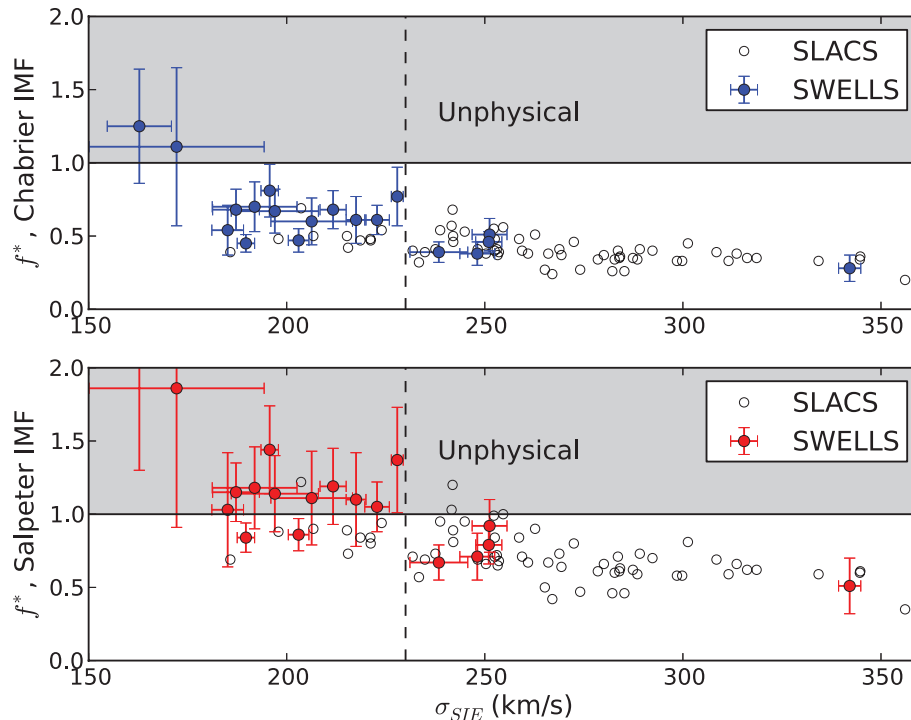 2.0
SLACS
SWELLS
1.5
Unphysical
1.0
0.5
0.0
f*, Chabrier IMF
150 200 250 300 350
2.0
SLACS
SWELLS
1.5
Unphysical
1.0
0.5
0.0
f*, Salpeter IMF
150 200 250 300 350
σSIE (km/s)